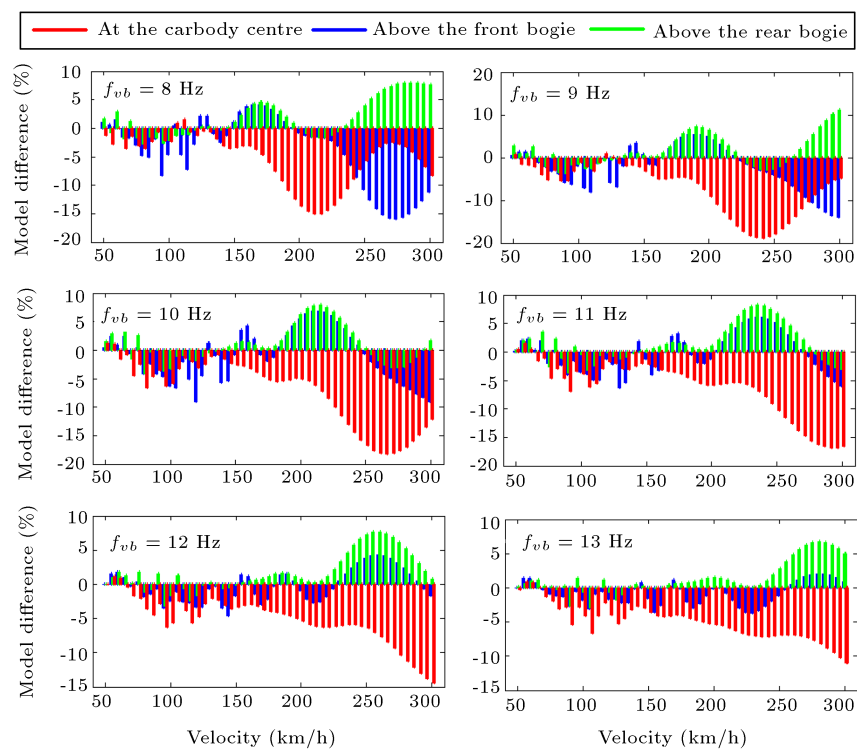 At the carbody centre Above the front bogie Above the rear bogie
Model difference (%)
10
5
0
-5
-10
-15
-20
f_vb = 8 Hz
50 100 150 200 250 300
20
10
0
-10
-20
f_vb = 9 Hz
50 100 150 200 250 300
Model difference (%)
10
5
0
-5
-10
-15
-20
f_vb = 10 Hz
50 100 150 200 250 300
10
5
0
-5
-10
-15
-20
f_vb = 11 Hz
50 100 150 200 250 300
Model difference (%)
10
5
0
-5
-10
-15
f_vb = 12 Hz
50 100 150 200 250 300
Velocity (km/h)
10
5
0
-5
-10
-15
f_vb = 13 Hz
50 100 150 200 250 300
Velocity (km/h)